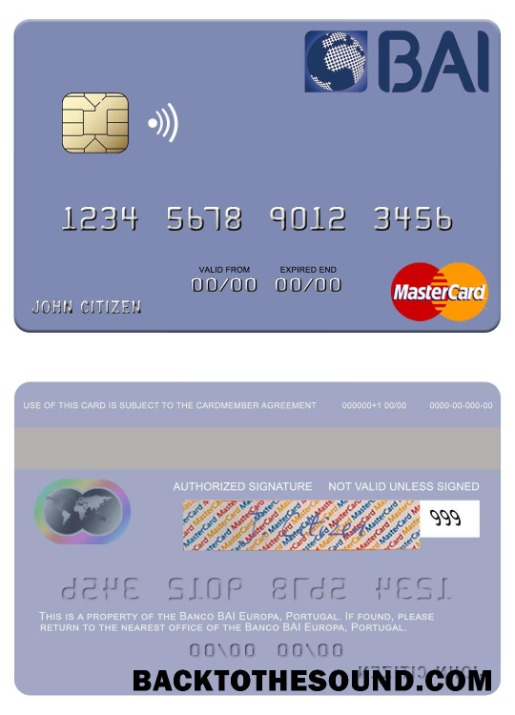 BAI
1234 5678 9012 3456
VALID FROM EXPIRED END
00/00 00/00
JOHN CITIZEN
MasterCard
USE OF THIS CARD IS SUBJECT TO THE CARDMEMBER AGREEMENT 000000+1 00/00 0000-00-000-00
AUTHORIZED SIGNATURE NOT VALID UNLESS SIGNED
999
THIS IS A PROPERTY OF THE BANCO BAI EUROPA, PORTUGAL. IF FOUND, PLEASE
RETURN TO THE NEAREST OFFICE OF THE BANCO BAI EUROPA, PORTUGAL.
00/00 00/00
BACKTOTHESOUND.COM